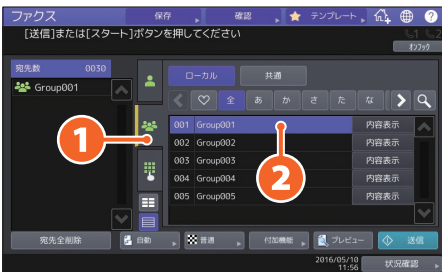 ファクス 保存 確認 テンプレート ?
[送信]または[スタート]ボタンを押してください
L1 L2
オフフック
宛先数 0030
Group001
ローカル 共通
全 あ か さ た な
001 Group001 内容表示
002 Group002 内容表示
003 Group003 内容表示
004 Group004 内容表示
005 Group005 内容表示
1
2
宛先全削除 自動 普通 付加機能 プレビュー 送信
2016/05/10
11:56
状況確認